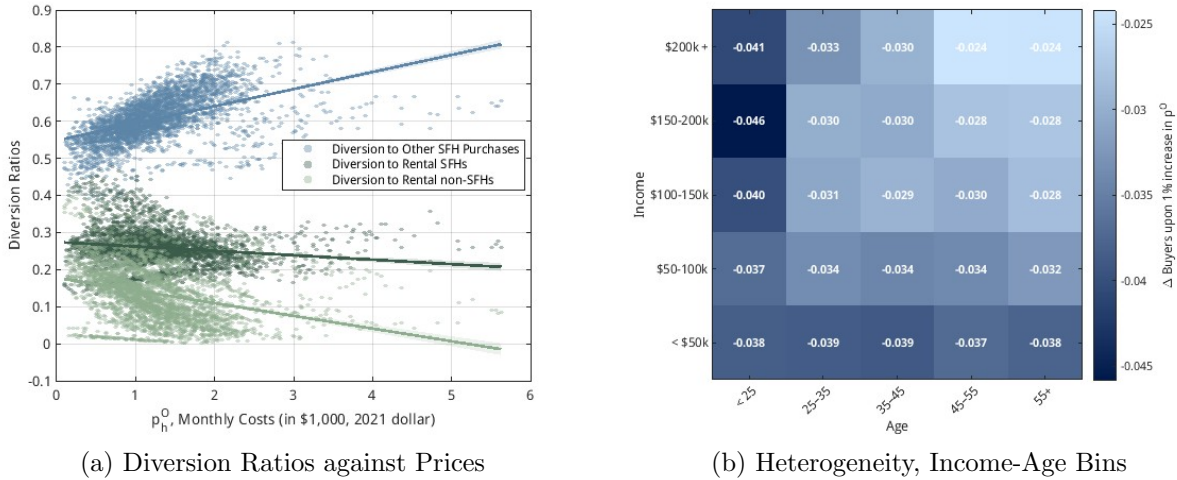 0.9
0.8
0.7
0.6
0.5
0.4
0.3
0.2
0.1
0
-0.1
Diversion Ratios
Diversion to Other SFH Purchases
Diversion to Rental SFHs
Diversion to Rental non-SFHs
0 1 2 3 4 5 6
p_h^O, Monthly Costs (in $1,000, 2021 dollar)
(a) Diversion Ratios against Prices
Income
$200k + -0.041 -0.033 -0.030 -0.024 -0.024
$150-200k -0.046 -0.030 -0.030 -0.028 -0.028
$100-150k -0.040 -0.031 -0.029 -0.030 -0.028
$50-100k -0.037 -0.034 -0.034 -0.034 -0.032
< $50k -0.038 -0.039 -0.039 -0.037 -0.038
< 25 25–35 35–45 45–55 55+
Age
-0.025
-0.03
-0.035
-0.04
-0.045
Δ Buyers upon 1% increase in p^O
(b) Heterogeneity, Income-Age Bins